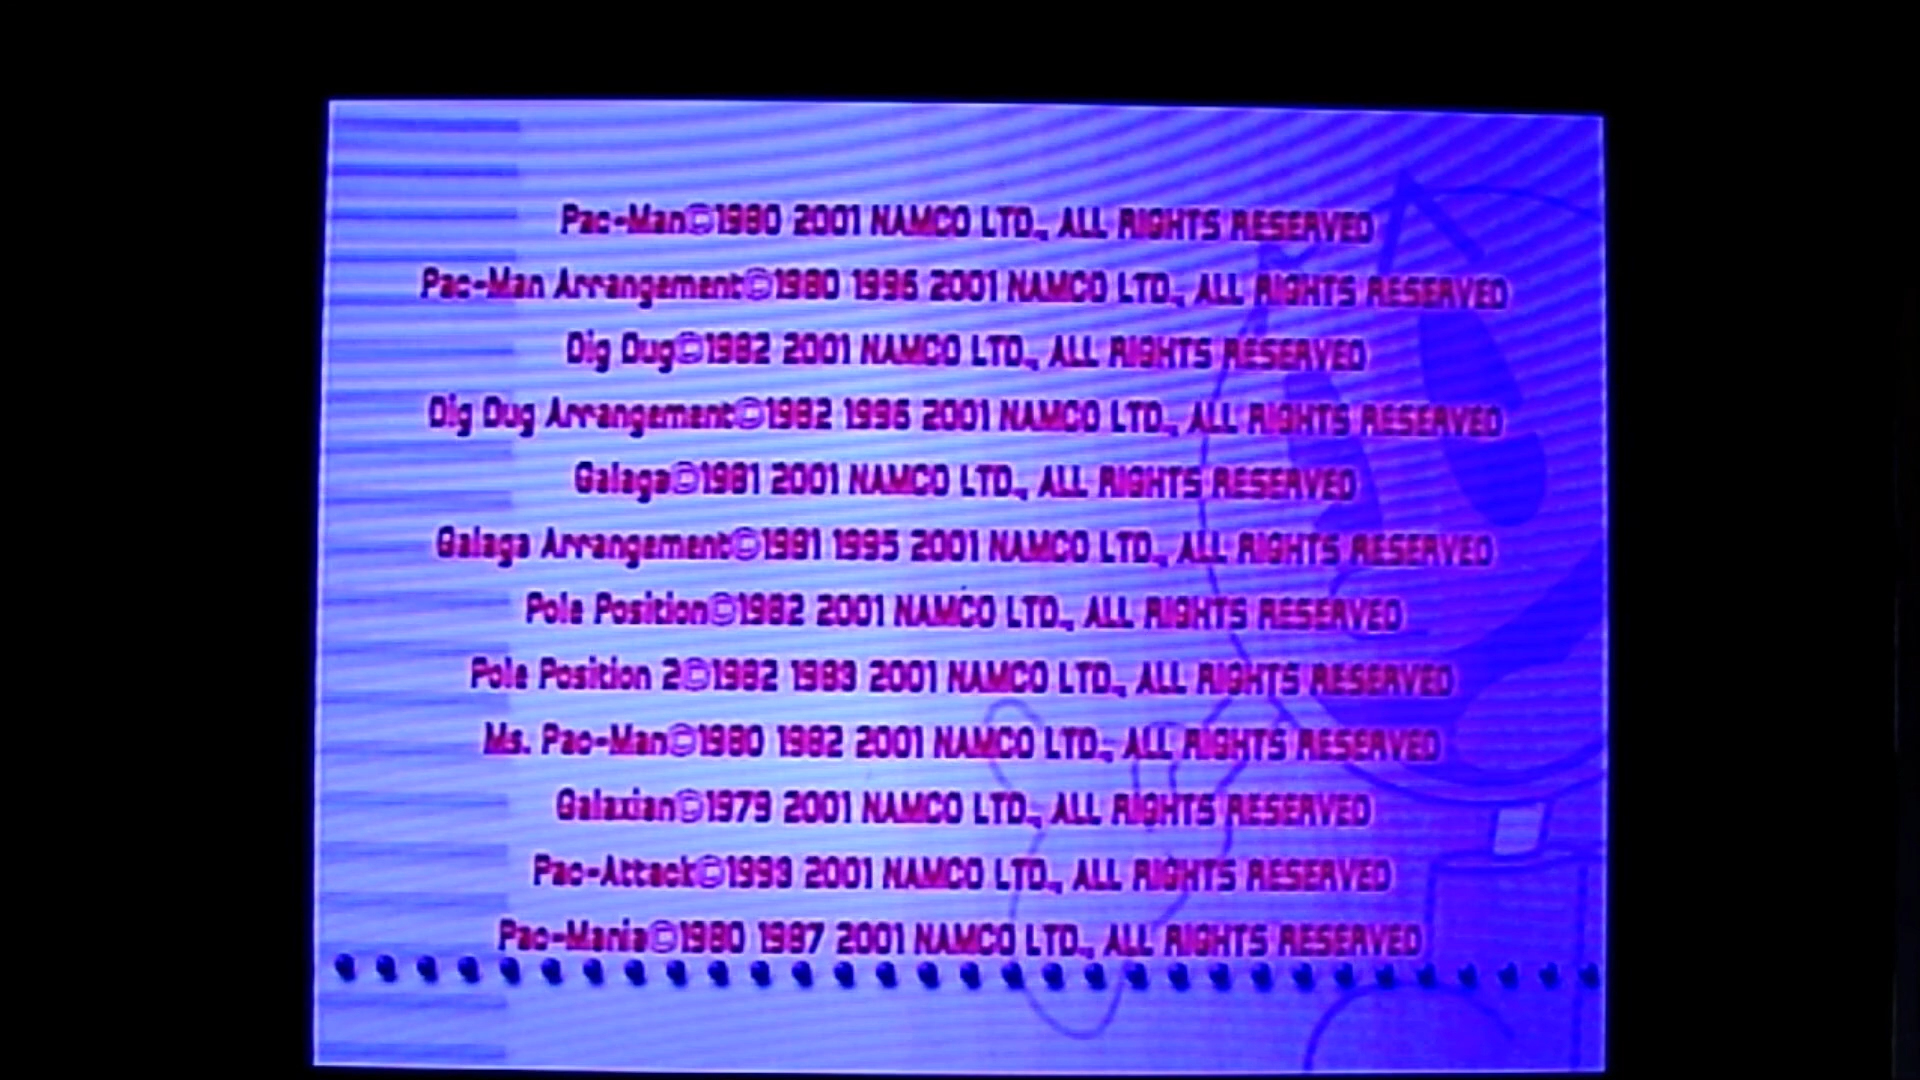 Pac-Man©1980 2001 NAMCO LTD., ALL RIGHTS RESERVED
Pac-Man Arrangement©1980 1996 2001 NAMCO LTD., ALL RIGHTS RESERVED
Dig Dug©1982 2001 NAMCO LTD., ALL RIGHTS RESERVED
Dig Dug Arrangement©1982 1996 2001 NAMCO LTD., ALL RIGHTS RESERVED
Galaga©1981 2001 NAMCO LTD., ALL RIGHTS RESERVED
Galaga Arrangement©1981 1995 2001 NAMCO LTD., ALL RIGHTS RESERVED
Pole Position©1982 2001 NAMCO LTD., ALL RIGHTS RESERVED
Pole Position 2©1982 1983 2001 NAMCO LTD., ALL RIGHTS RESERVED
Ms. Pac-Man©1980 1982 2001 NAMCO LTD., ALL RIGHTS RESERVED
Galaxian©1979 2001 NAMCO LTD., ALL RIGHTS RESERVED
Pac-Attack©1993 2001 NAMCO LTD., ALL RIGHTS RESERVED
Pac-Mania©1980 1987 2001 NAMCO LTD., ALL RIGHTS RESERVED